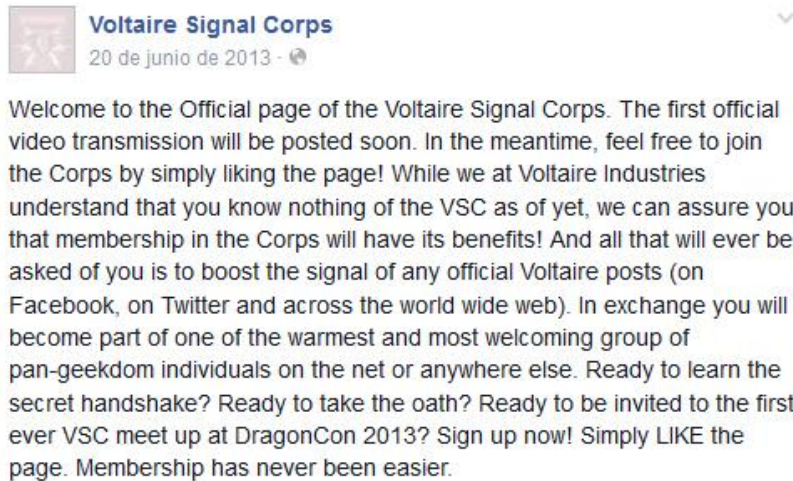 Voltaire Signal Corps
20 de junio de 2013 ·
Welcome to the Official page of the Voltaire Signal Corps. The first official
video transmission will be posted soon. In the meantime, feel free to join
the Corps by simply liking the page! While we at Voltaire Industries
understand that you know nothing of the VSC as of yet, we can assure you
that membership in the Corps will have its benefits! And all that will ever be
asked of you is to boost the signal of any official Voltaire posts (on
Facebook, on Twitter and across the world wide web). In exchange you will
become part of one of the warmest and most welcoming group of
pan-geekdom individuals on the net or anywhere else. Ready to learn the
secret handshake? Ready to take the oath? Ready to be invited to the first
ever VSC meet up at DragonCon 2013? Sign up now! Simply LIKE the
page. Membership has never been easier.